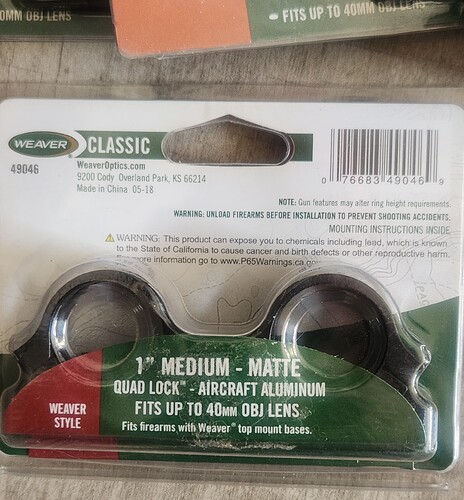 0MM OBJ LENS
• FITS UP TO 40MM OBJ LENS
WEAVER CLASSIC
49046
WeaverOptics.com
9200 Cody Overland Park, KS 66214
Made in China 05-18
0 76683 49046 9
NOTE: Gun features may alter ring height requirements.
WARNING: UNLOAD FIREARMS BEFORE INSTALLATION TO PREVENT SHOOTING ACCIDENTS.
MOUNTING INSTRUCTIONS INSIDE
WARNING: This product can expose you to chemicals including lead, which is known
to the State of California to cause cancer and birth defects or other reproductive harm.
more information go to www.P65Warnings.ca.gov
1" MEDIUM - MATTE
QUAD LOCK™ - AIRCRAFT ALUMINUM
FITS UP TO 40MM OBJ LENS
Fits firearms with Weaver® top mount bases.
WEAVER
STYLE